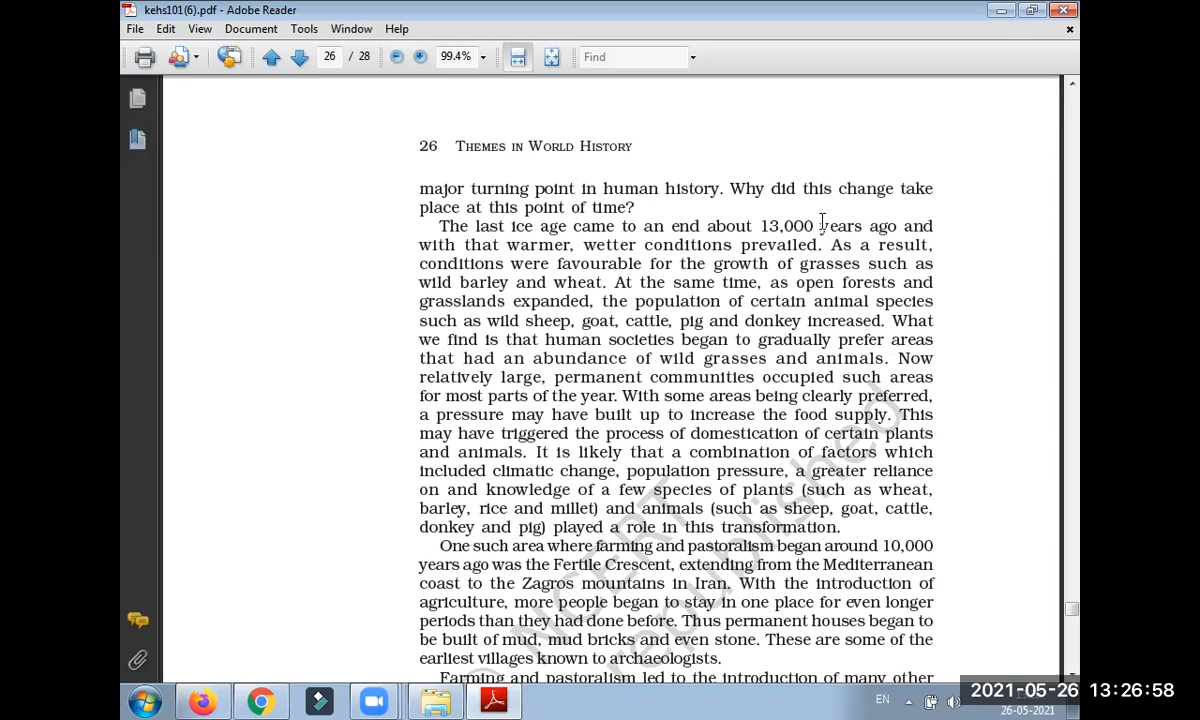 kehs101(6).pdf - Adobe Reader
File Edit View Document Tools Window Help
26 / 28 99.4% Find
26 THEMES IN WORLD HISTORY
major turning point in human history. Why did this change take
place at this point of time?
The last ice age came to an end about 13,000 years ago and
with that warmer, wetter conditions prevailed. As a result,
conditions were favourable for the growth of grasses such as
wild barley and wheat. At the same time, as open forests and
grasslands expanded, the population of certain animal species
such as wild sheep, goat, cattle, pig and donkey increased. What
we find is that human societies began to gradually prefer areas
that had an abundance of wild grasses and animals. Now
relatively large, permanent communities occupied such areas
for most parts of the year. With some areas being clearly preferred,
a pressure may have built up to increase the food supply. This
may have triggered the process of domestication of certain plants
and animals. It is likely that a combination of factors which
included climatic change, population pressure, a greater reliance
on and knowledge of a few species of plants (such as wheat,
barley, rice and millet) and animals (such as sheep, goat, cattle,
donkey and pig) played a role in this transformation.
One such area where farming and pastoralism began around 10,000
years ago was the Fertile Crescent, extending from the Mediterranean
coast to the Zagros mountains in Iran. With the introduction of
agriculture, more people began to stay in one place for even longer
periods than they had done before. Thus permanent houses began to
be built of mud, mud bricks and even stone. These are some of the
earliest villages known to archaeologists.
Farming and pastoralism led to the introduction of many other
© NCERT
republished
EN
2021-05-26 13:26:58
26-05-2021